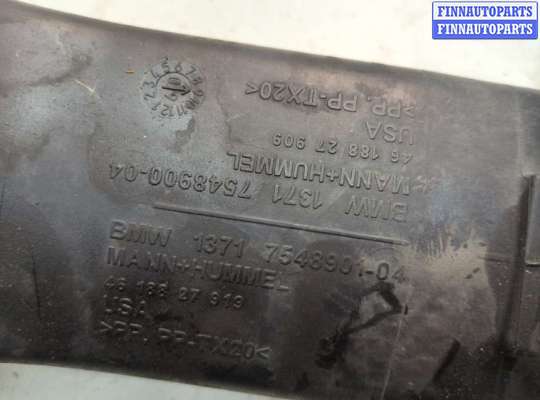 FINNAUTOPARTS
FINNAUTOPARTS
BMW 1371 7548900-04
MANN+HUMMEL
46 188 27 909
USA
>PP, PP-TX20<
BMW 1371 7548901-04
MANN+HUMMEL
46 188 27 919
USA
>PP, PP-TX20<